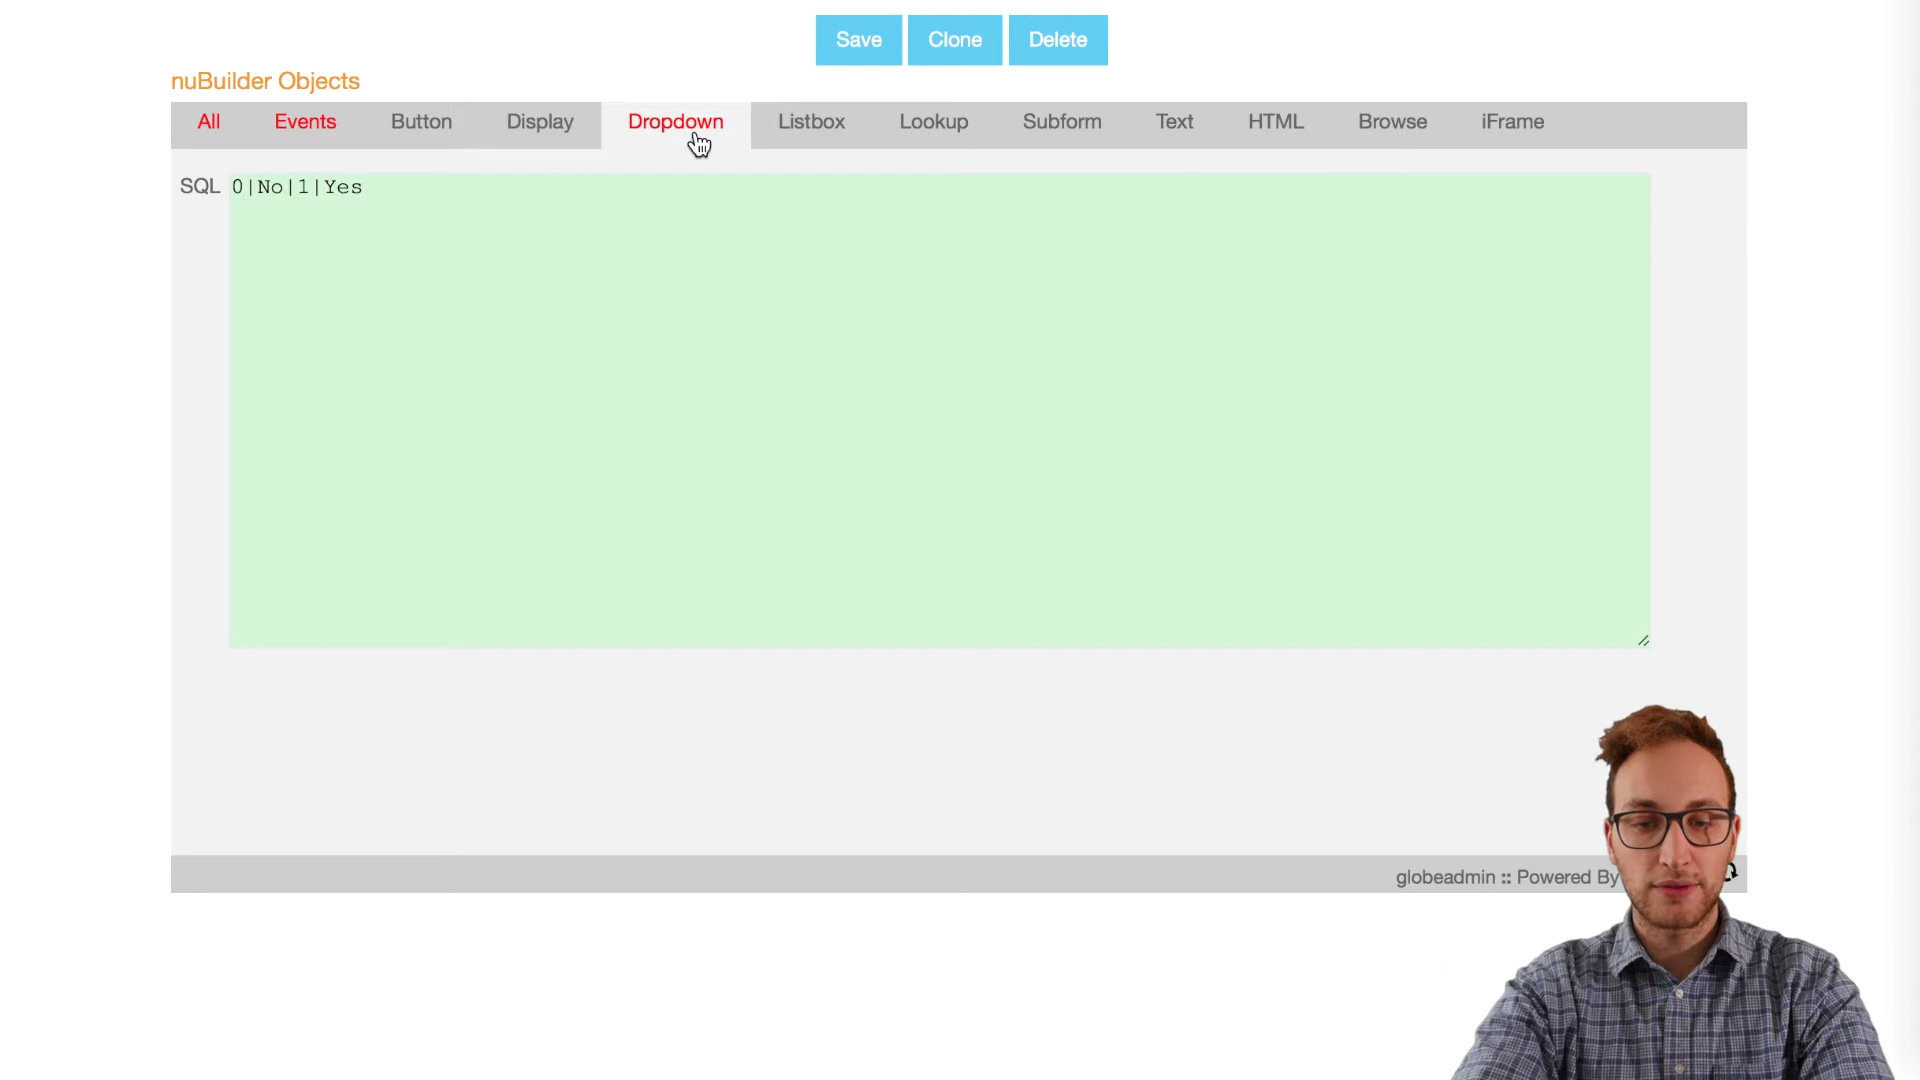 Save Clone Delete
nuBuilder Objects
All Events Button Display Dropdown Listbox Lookup Subform Text HTML Browse iFrame
SQL 0|No|1|Yes
globeadmin :: Powered By